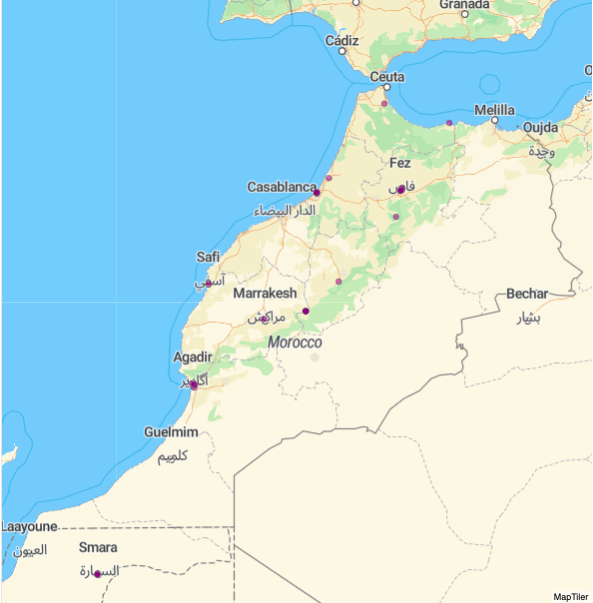 Granada
Cádiz
Ceuta
Melilla
Oujda
وجدة
Fez
فاس
Casablanca
الدار البيضاء
Safi
آسفي
Marrakesh
مراكش
Bechar
بشار
Morocco
Agadir
أكادير
Guelmim
كلميم
Laayoune
العيون
Smara
السمارة
MapTiler